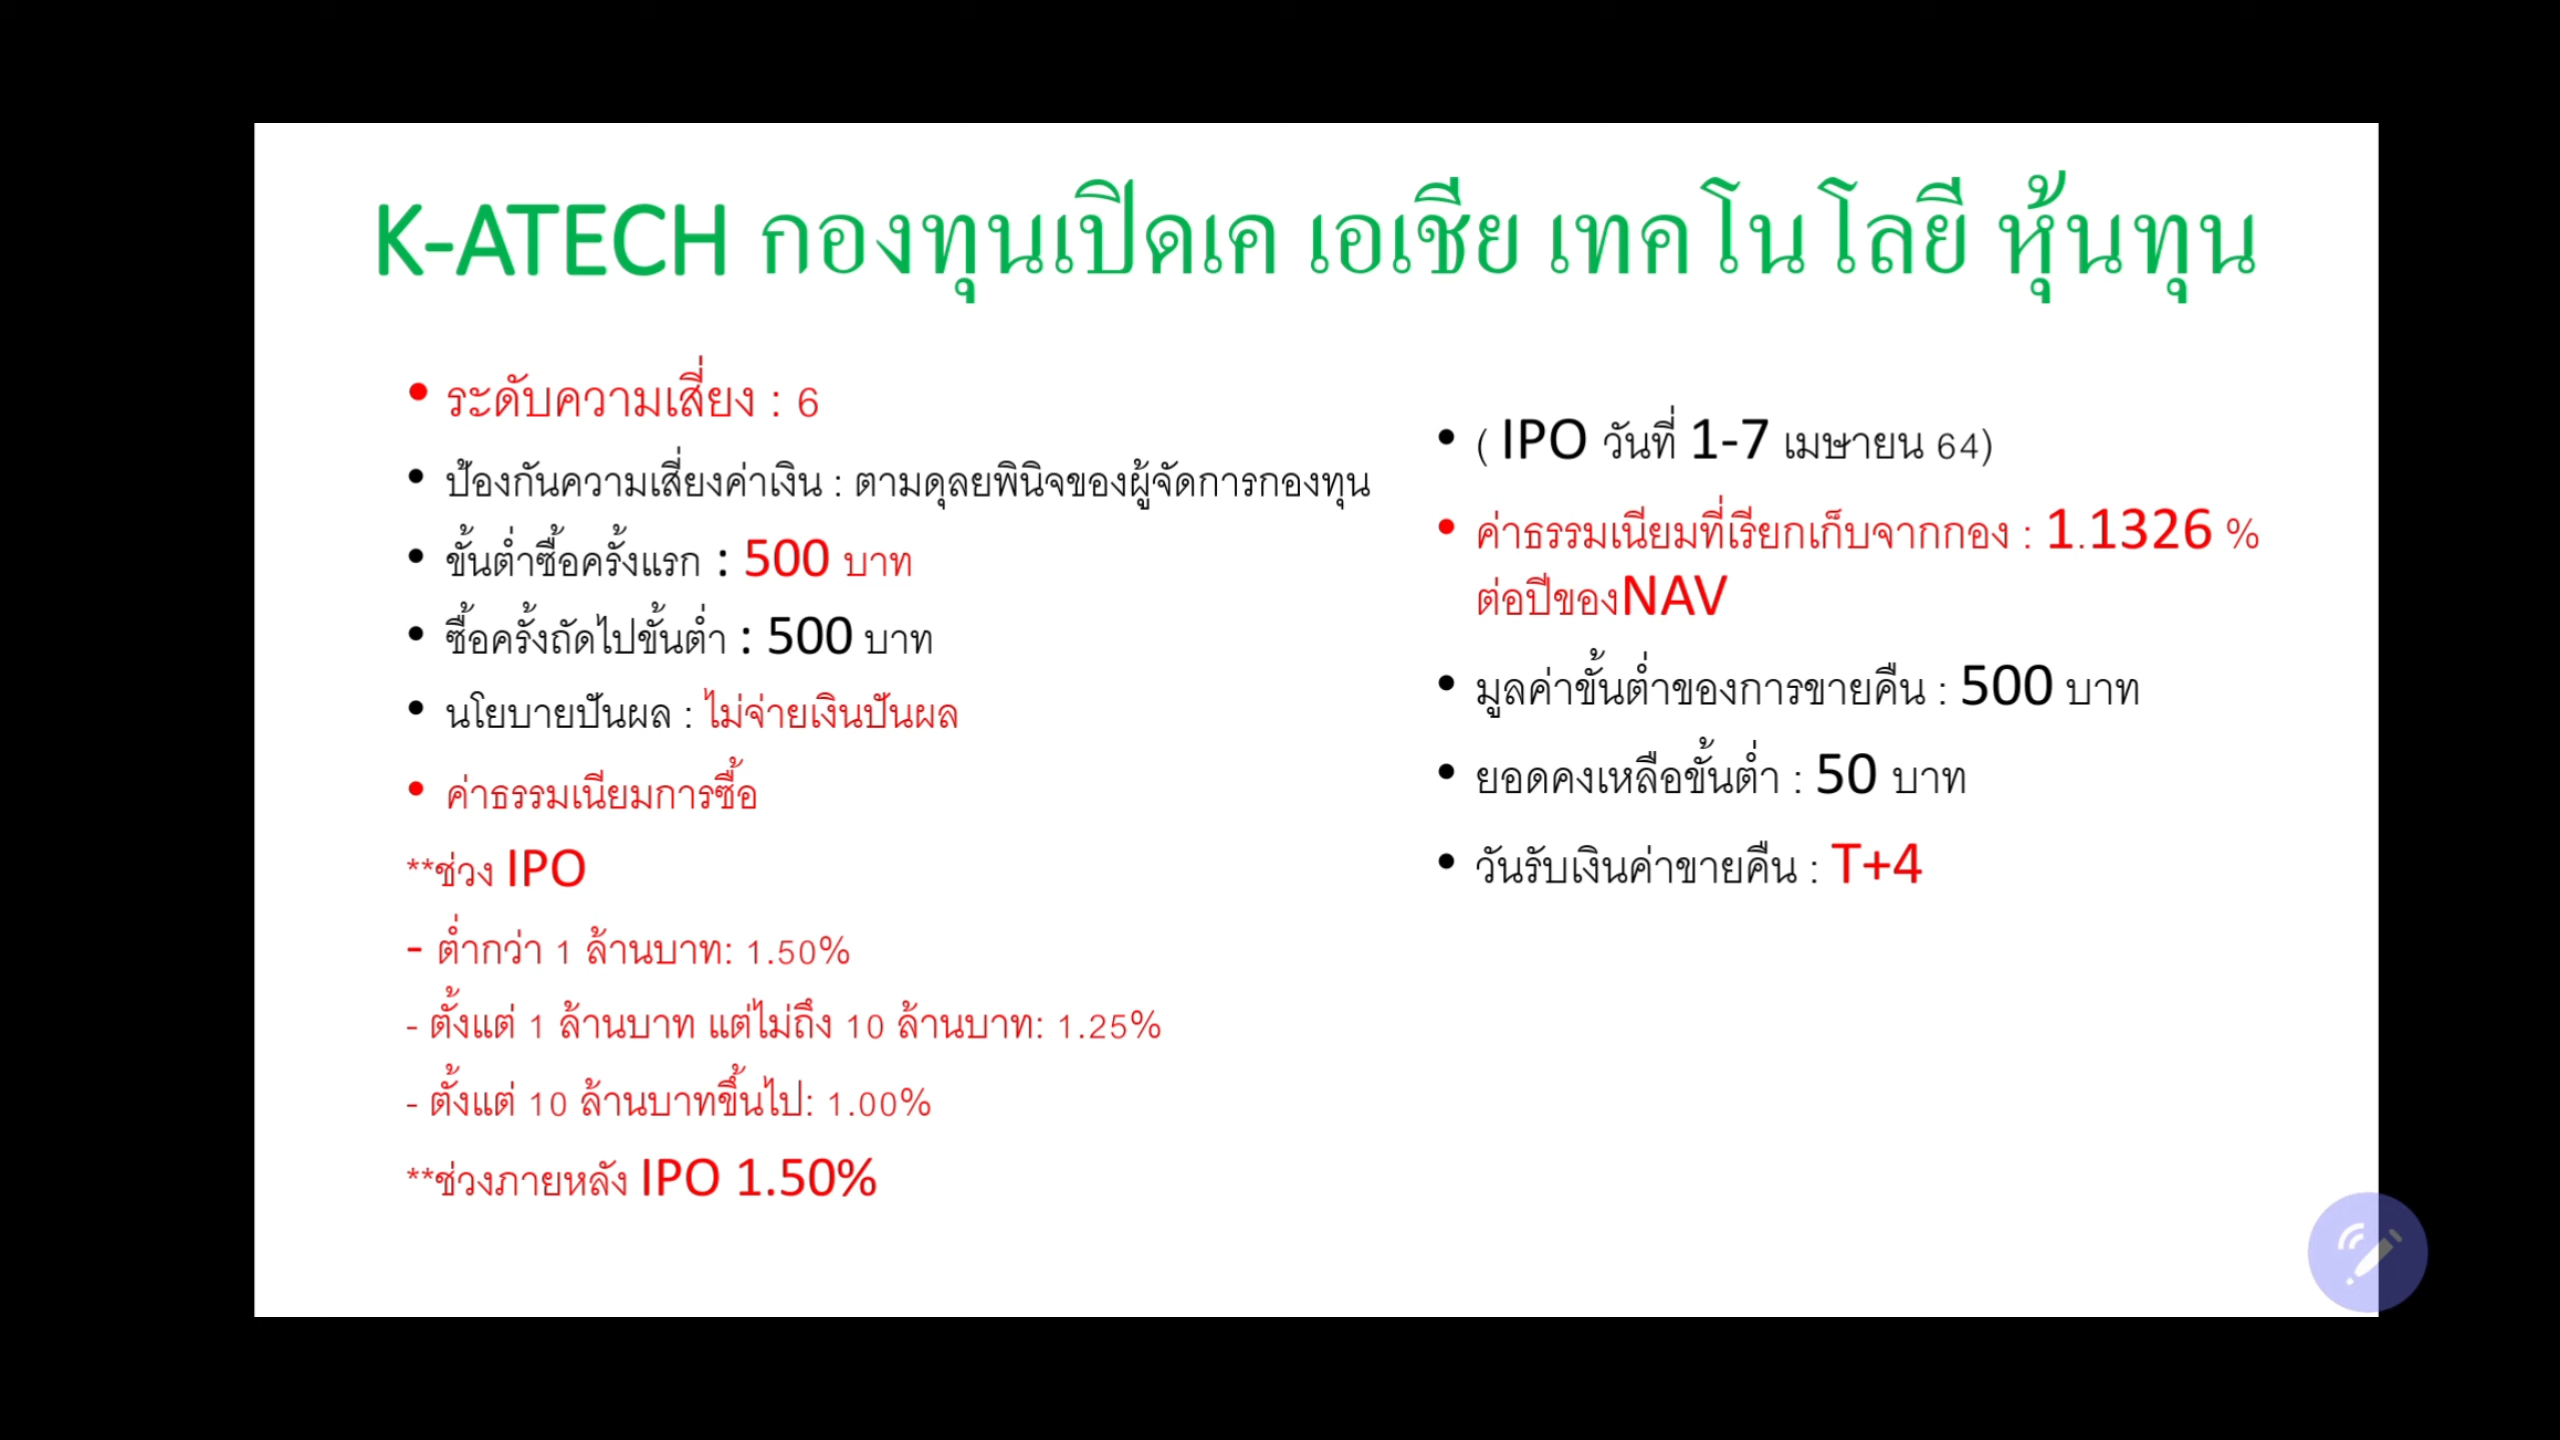 K-ATECH กองทุนเปิดเค เอเชีย เทคโนโลยี หุ้นทุน
• ระดับความเสี่ยง : 6
• ป้องกันความเสี่ยงค่าเงิน : ตามดุลยพินิจของผู้จัดการกองทุน
• ขั้นต่ำซื้อครั้งแรก : 500 บาท
• ซื้อครั้งถัดไปขั้นต่ำ : 500 บาท
• นโยบายปันผล : ไม่จ่ายเงินปันผล
• ค่าธรรมเนียมการซื้อ
**ช่วง IPO
- ต่ำกว่า 1 ล้านบาท: 1.50%
- ตั้งแต่ 1 ล้านบาท แต่ไม่ถึง 10 ล้านบาท: 1.25%
- ตั้งแต่ 10 ล้านบาทขึ้นไป: 1.00%
**ช่วงภายหลัง IPO 1.50%
• ( IPO วันที่ 1-7 เมษายน 64)
• ค่าธรรมเนียมที่เรียกเก็บจากกอง : 1.1326 %
ต่อปีของNAV
• มูลค่าขั้นต่ำของการขายคืน : 500 บาท
• ยอดคงเหลือขั้นต่ำ : 50 บาท
• วันรับเงินค่าขายคืน : T+4